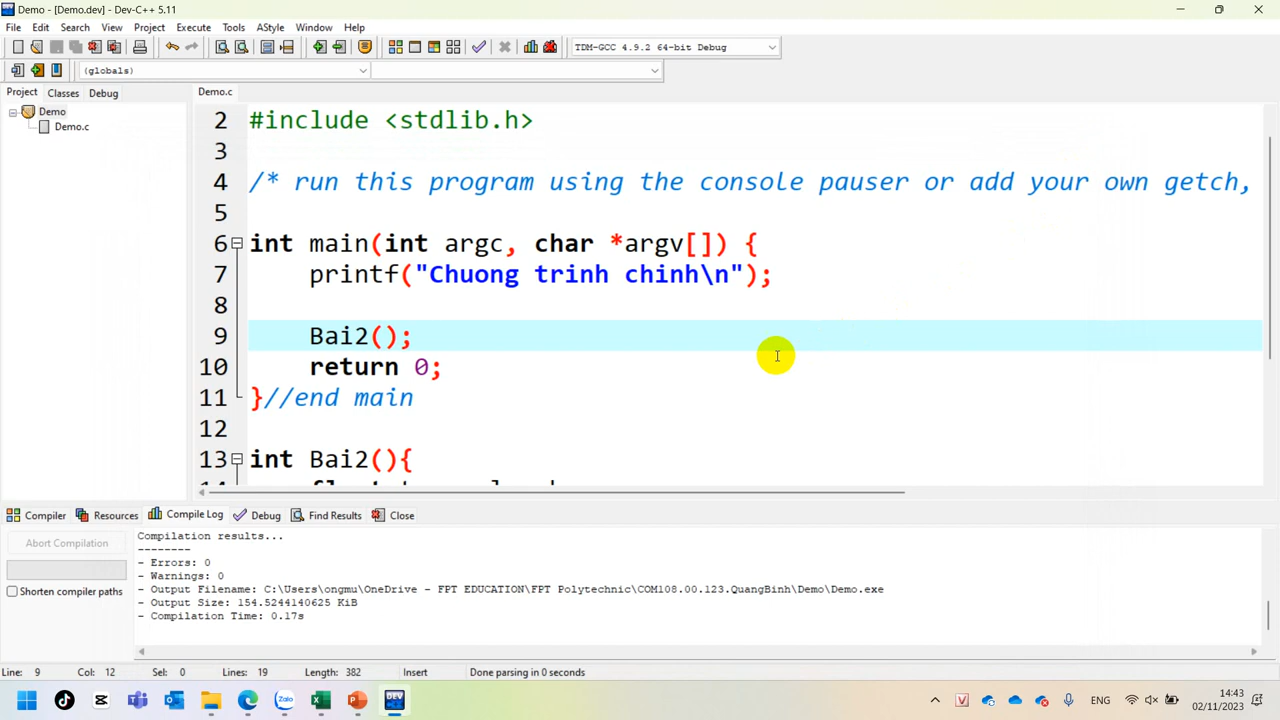 Demo - [Demo.dev] - Dev-C++ 5.11
File Edit Search View Project Execute Tools AStyle Window Help
TDM-GCC 4.9.2 64-bit Debug
(globals)
Project Classes Debug
Demo
Demo.c
Demo.c
2 #include <stdlib.h>
3
4 /* run this program using the console pauser or add your own getch,
5
6 int main(int argc, char *argv[]) {
7 printf("Chuong trinh chinh\n");
8
9 Bai2();
10 return 0;
11 }//end main
12
13 int Bai2(){
Compiler Resources Compile Log Debug Find Results Close
Abort Compilation
Shorten compiler paths
Compilation results...
--------
- Errors: 0
- Warnings: 0
- Output Filename: C:\Users\ongmu\OneDrive - FPT EDUCATION\FPT Polytechnic\COM108.00.123.QuangBinh\Demo\Demo.exe
- Output Size: 154.5244140625 KiB
- Compilation Time: 0.17s
Line: 9 Col: 12 Sel: 0 Lines: 19 Length: 382 Insert Done parsing in 0 seconds
Zalo
DEV
V
ENG
14:43
02/11/2023